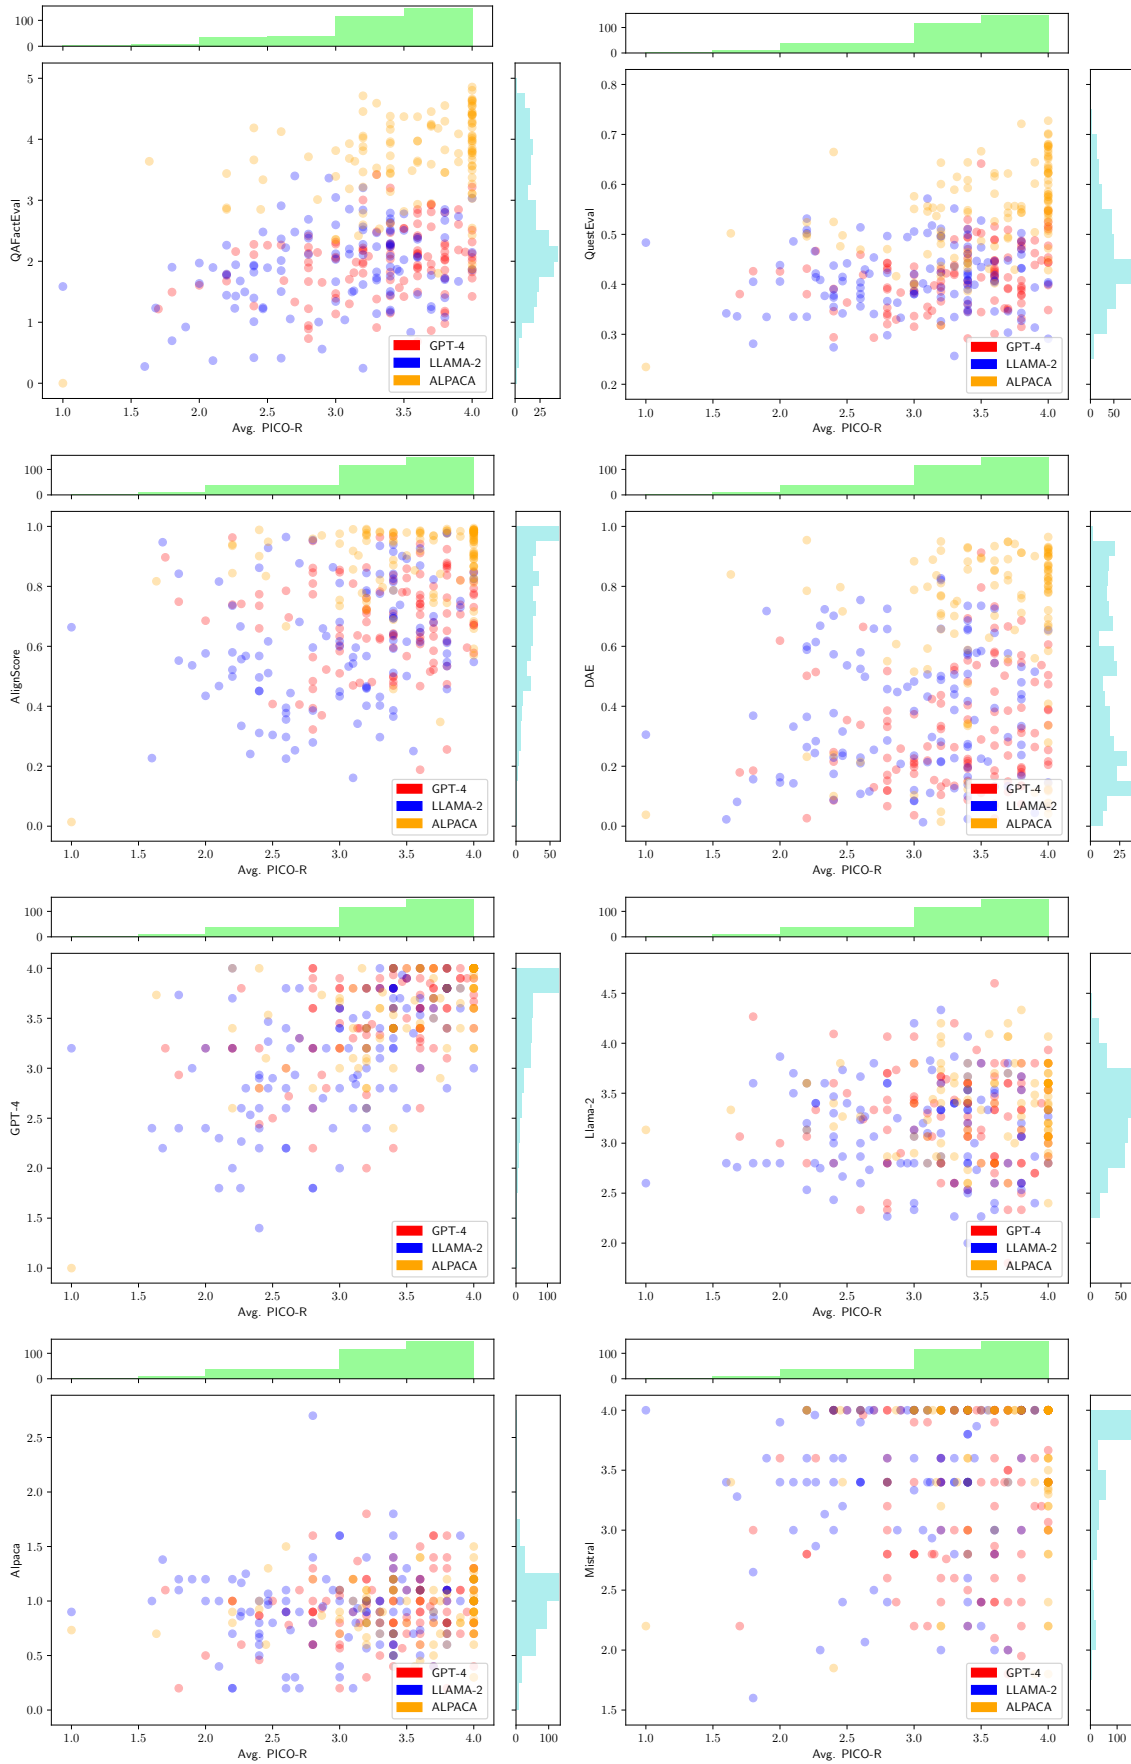 100
0
100
0
5
4
3
2
1
0
QAFactEval
GPT-4
LLAMA-2
ALPACA
1.0 1.5 2.0 2.5 3.0 3.5 4.0
Avg. PICO-R
0 25
0.8
0.7
0.6
0.5
0.4
0.3
0.2
QuestEval
GPT-4
LLAMA-2
ALPACA
1.0 1.5 2.0 2.5 3.0 3.5 4.0
Avg. PICO-R
0 50 100
100
0
100
0
1.0
0.8
0.6
0.4
0.2
0.0
AlignScore
GPT-4
LLAMA-2
ALPACA
1.0 1.5 2.0 2.5 3.0 3.5 4.0
Avg. PICO-R
0 50
1.0
0.8
0.6
0.4
0.2
0.0
DAE
GPT-4
LLAMA-2
ALPACA
1.0 1.5 2.0 2.5 3.0 3.5 4.0
Avg. PICO-R
0 25
100
0
100
0
4.0
3.5
3.0
2.5
2.0
1.5
1.0
GPT-4
GPT-4
LLAMA-2
ALPACA
1.0 1.5 2.0 2.5 3.0 3.5 4.0
Avg. PICO-R
0 100
4.5
4.0
3.5
3.0
2.5
2.0
Llama-2
GPT-4
LLAMA-2
ALPACA
1.0 1.5 2.0 2.5 3.0 3.5 4.0
Avg. PICO-R
0 50
100
0
100
0
2.5
2.0
1.5
1.0
0.5
0.0
Alpaca
GPT-4
LLAMA-2
ALPACA
1.0 1.5 2.0 2.5 3.0 3.5 4.0
Avg. PICO-R
0 100
4.0
3.5
3.0
2.5
2.0
1.5
Mistral
GPT-4
LLAMA-2
ALPACA
1.0 1.5 2.0 2.5 3.0 3.5 4.0
Avg. PICO-R
0 100